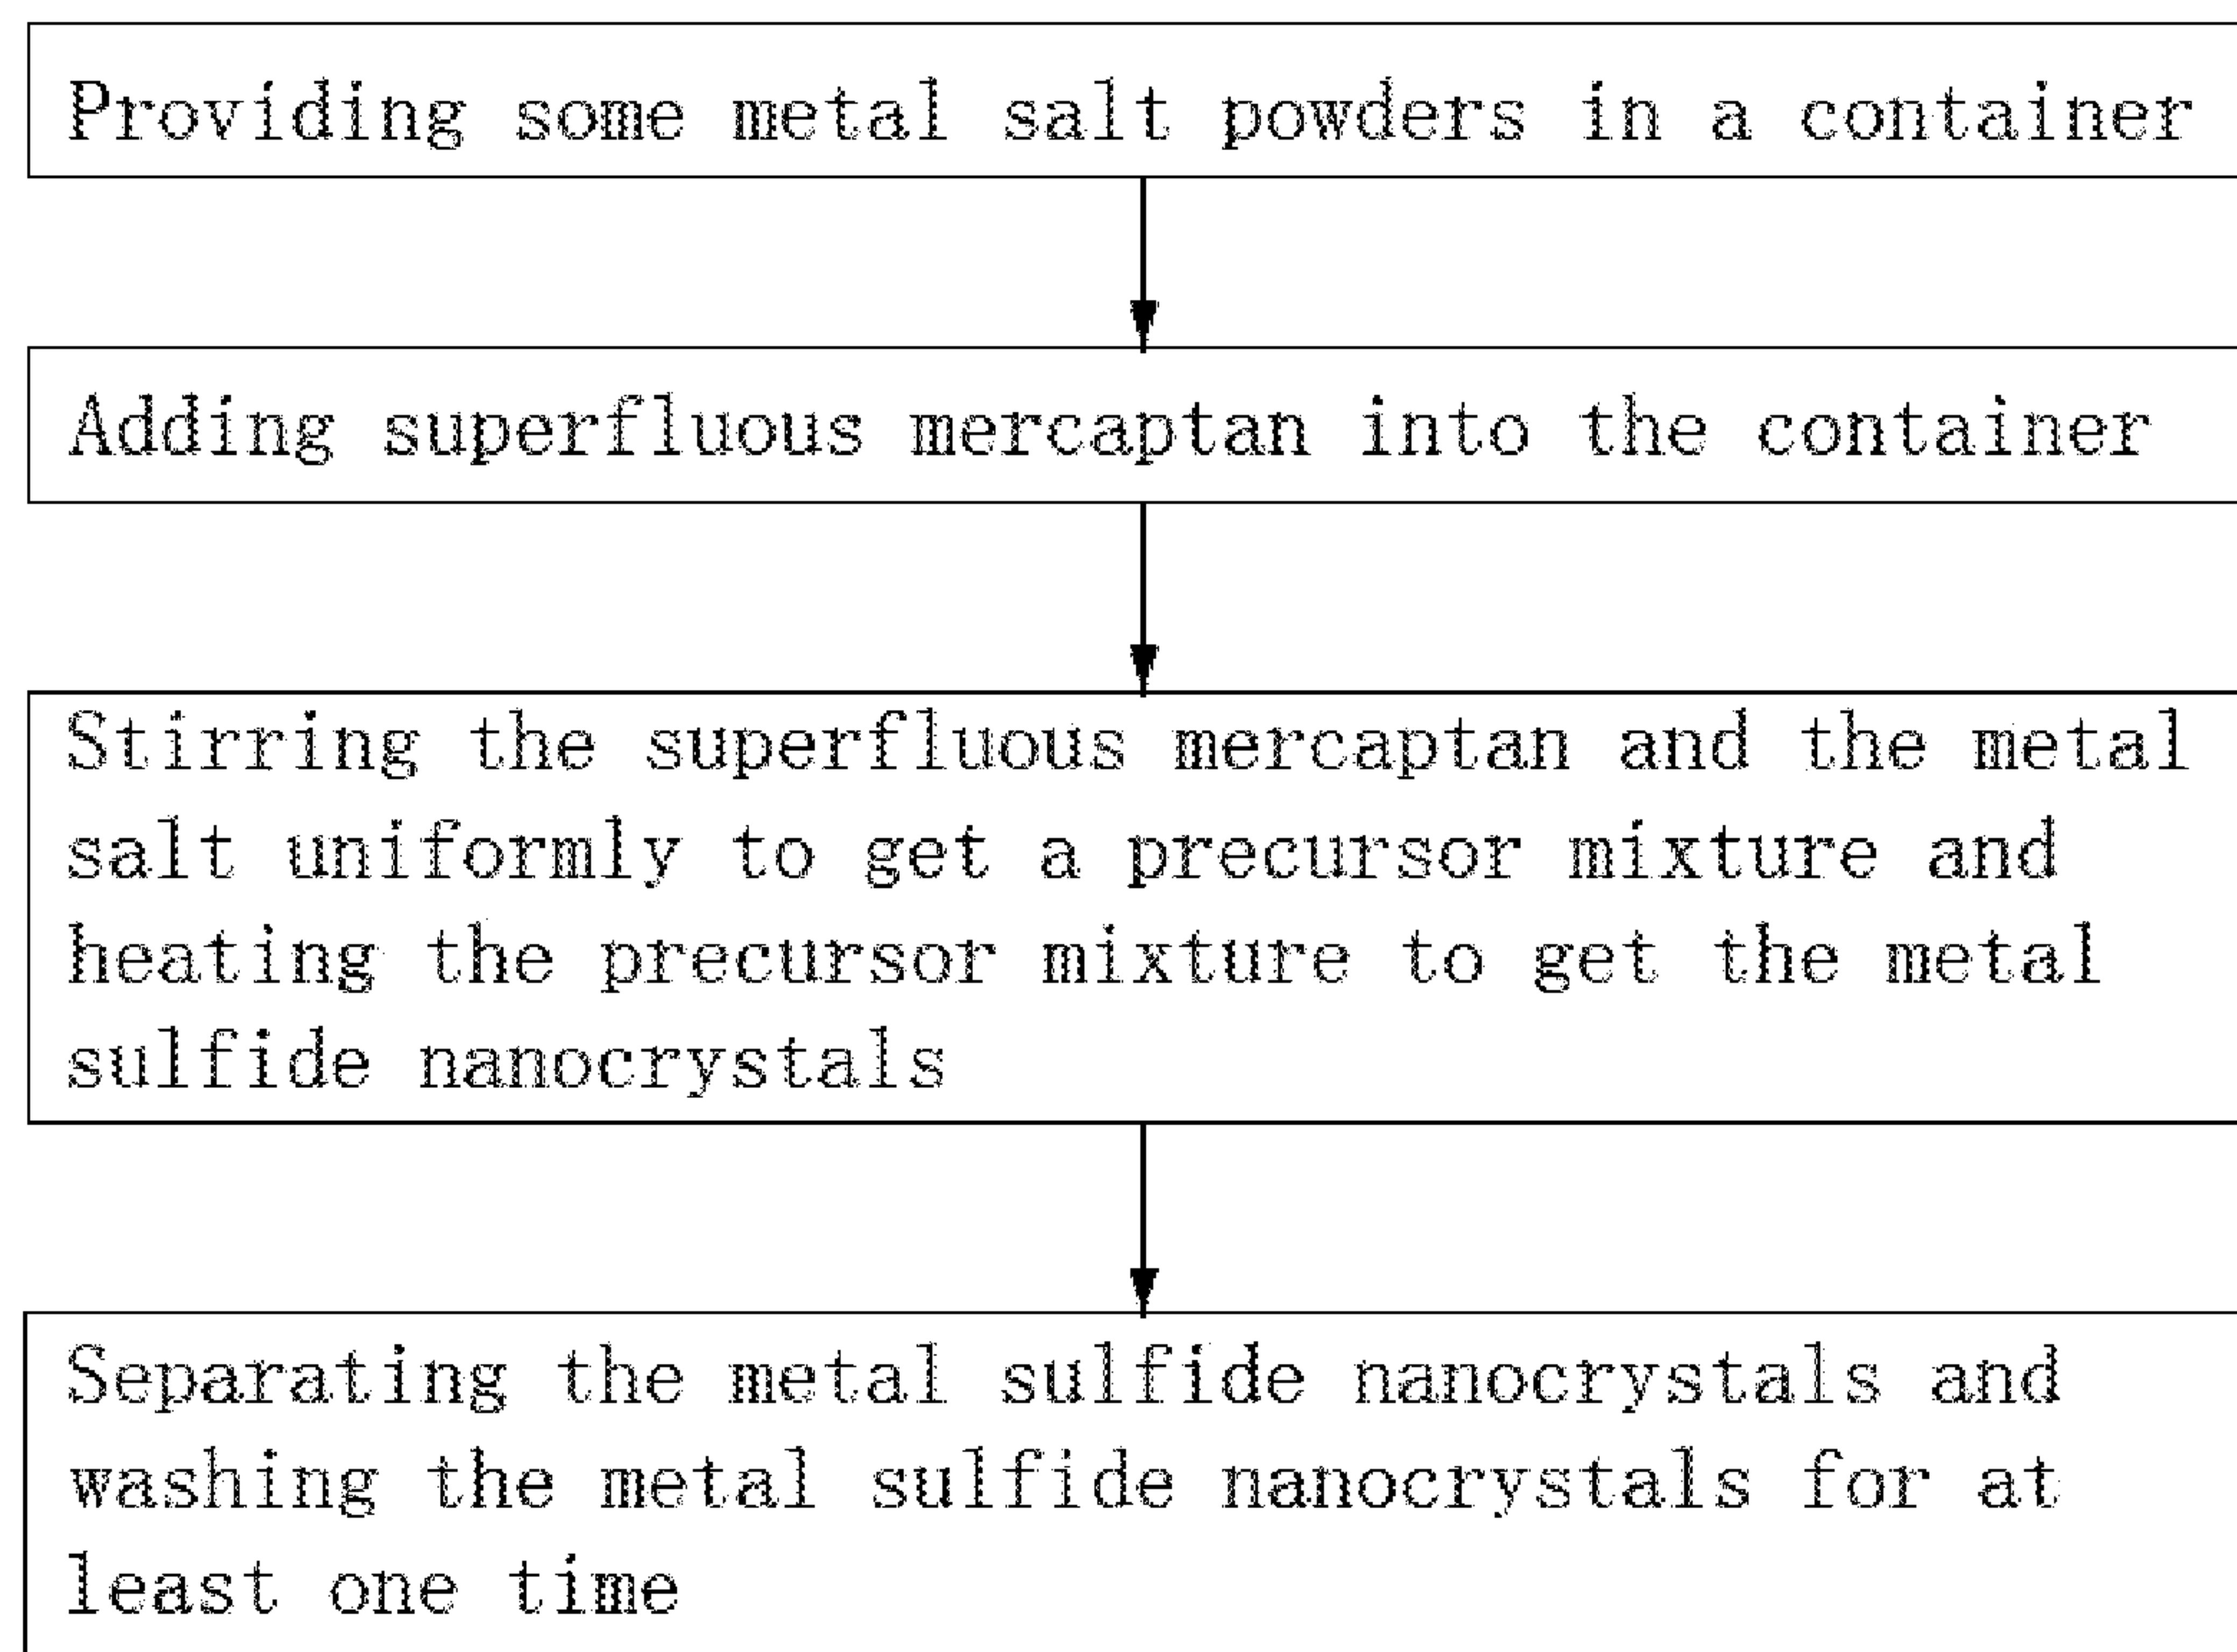 Providing some metal salt powders in a container
Adding superfluous mercaptan into the container
Stirring the superfluous mercaptan and the metal
salt uniformly to get a precursor mixture and
heating the precursor mixture to get the metal
sulfide nanocrystals
Separating the metal sulfide nanocrystals and
washing the metal sulfide nanocrystals for at
least one time